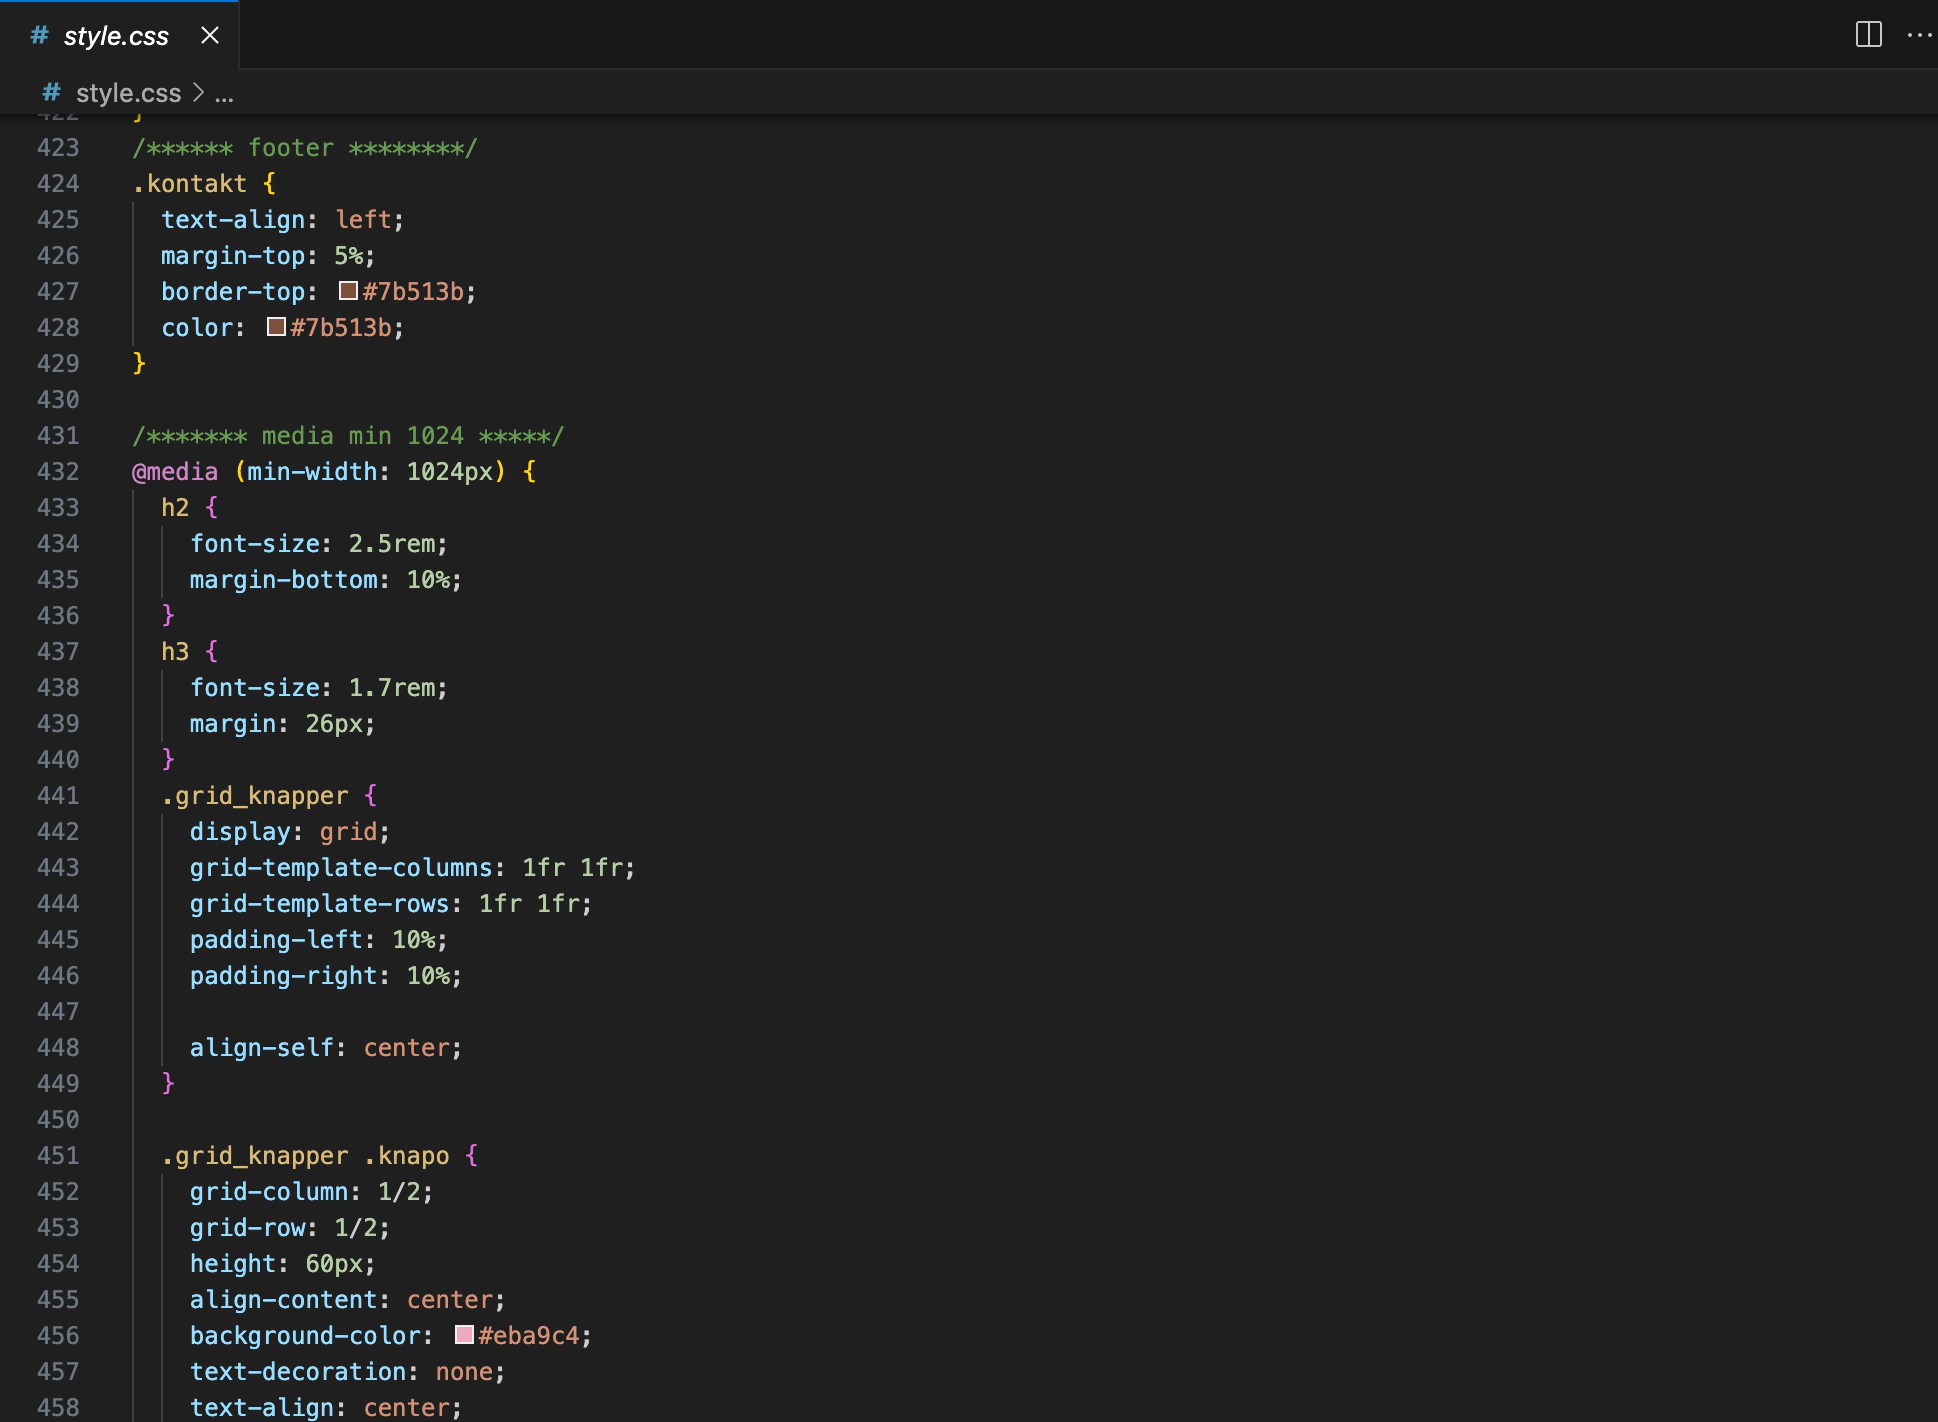 # style.css ×
# style.css > ...
422 }
423 /****** footer ********/
424 .kontakt {
425   text-align: left;
426   margin-top: 5%;
427   border-top: #7b513b;
428   color: #7b513b;
429 }
430
431 /******* media min 1024 *****/
432 @media (min-width: 1024px) {
433   h2 {
434     font-size: 2.5rem;
435     margin-bottom: 10%;
436   }
437   h3 {
438     font-size: 1.7rem;
439     margin: 26px;
440   }
441   .grid_knapper {
442     display: grid;
443     grid-template-columns: 1fr 1fr;
444     grid-template-rows: 1fr 1fr;
445     padding-left: 10%;
446     padding-right: 10%;
447
448     align-self: center;
449   }
450
451   .grid_knapper .knapo {
452     grid-column: 1/2;
453     grid-row: 1/2;
454     height: 60px;
455     align-content: center;
456     background-color: #eba9c4;
457     text-decoration: none;
458     text-align: center;